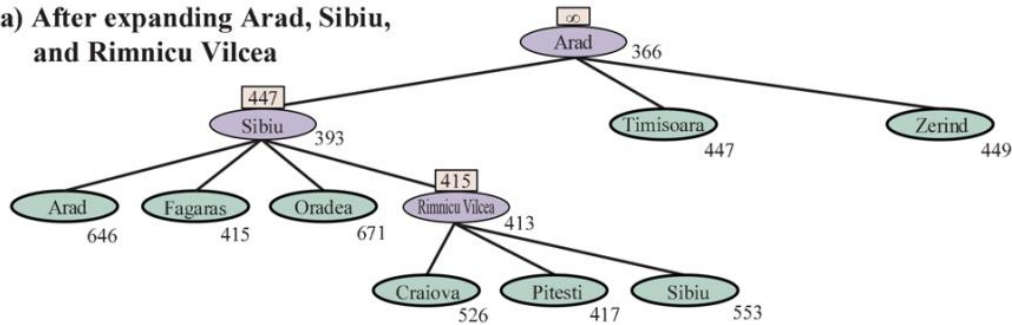 a) After expanding Arad, Sibiu,
and Rimnicu Vilcea
∞
Arad
366
447
Sibiu
393
Timisoara
447
Zerind
449
Arad
646
Fagaras
415
Oradea
671
415
Rimnicu Vilcea
413
Craiova
526
Pitesti
417
Sibiu
553